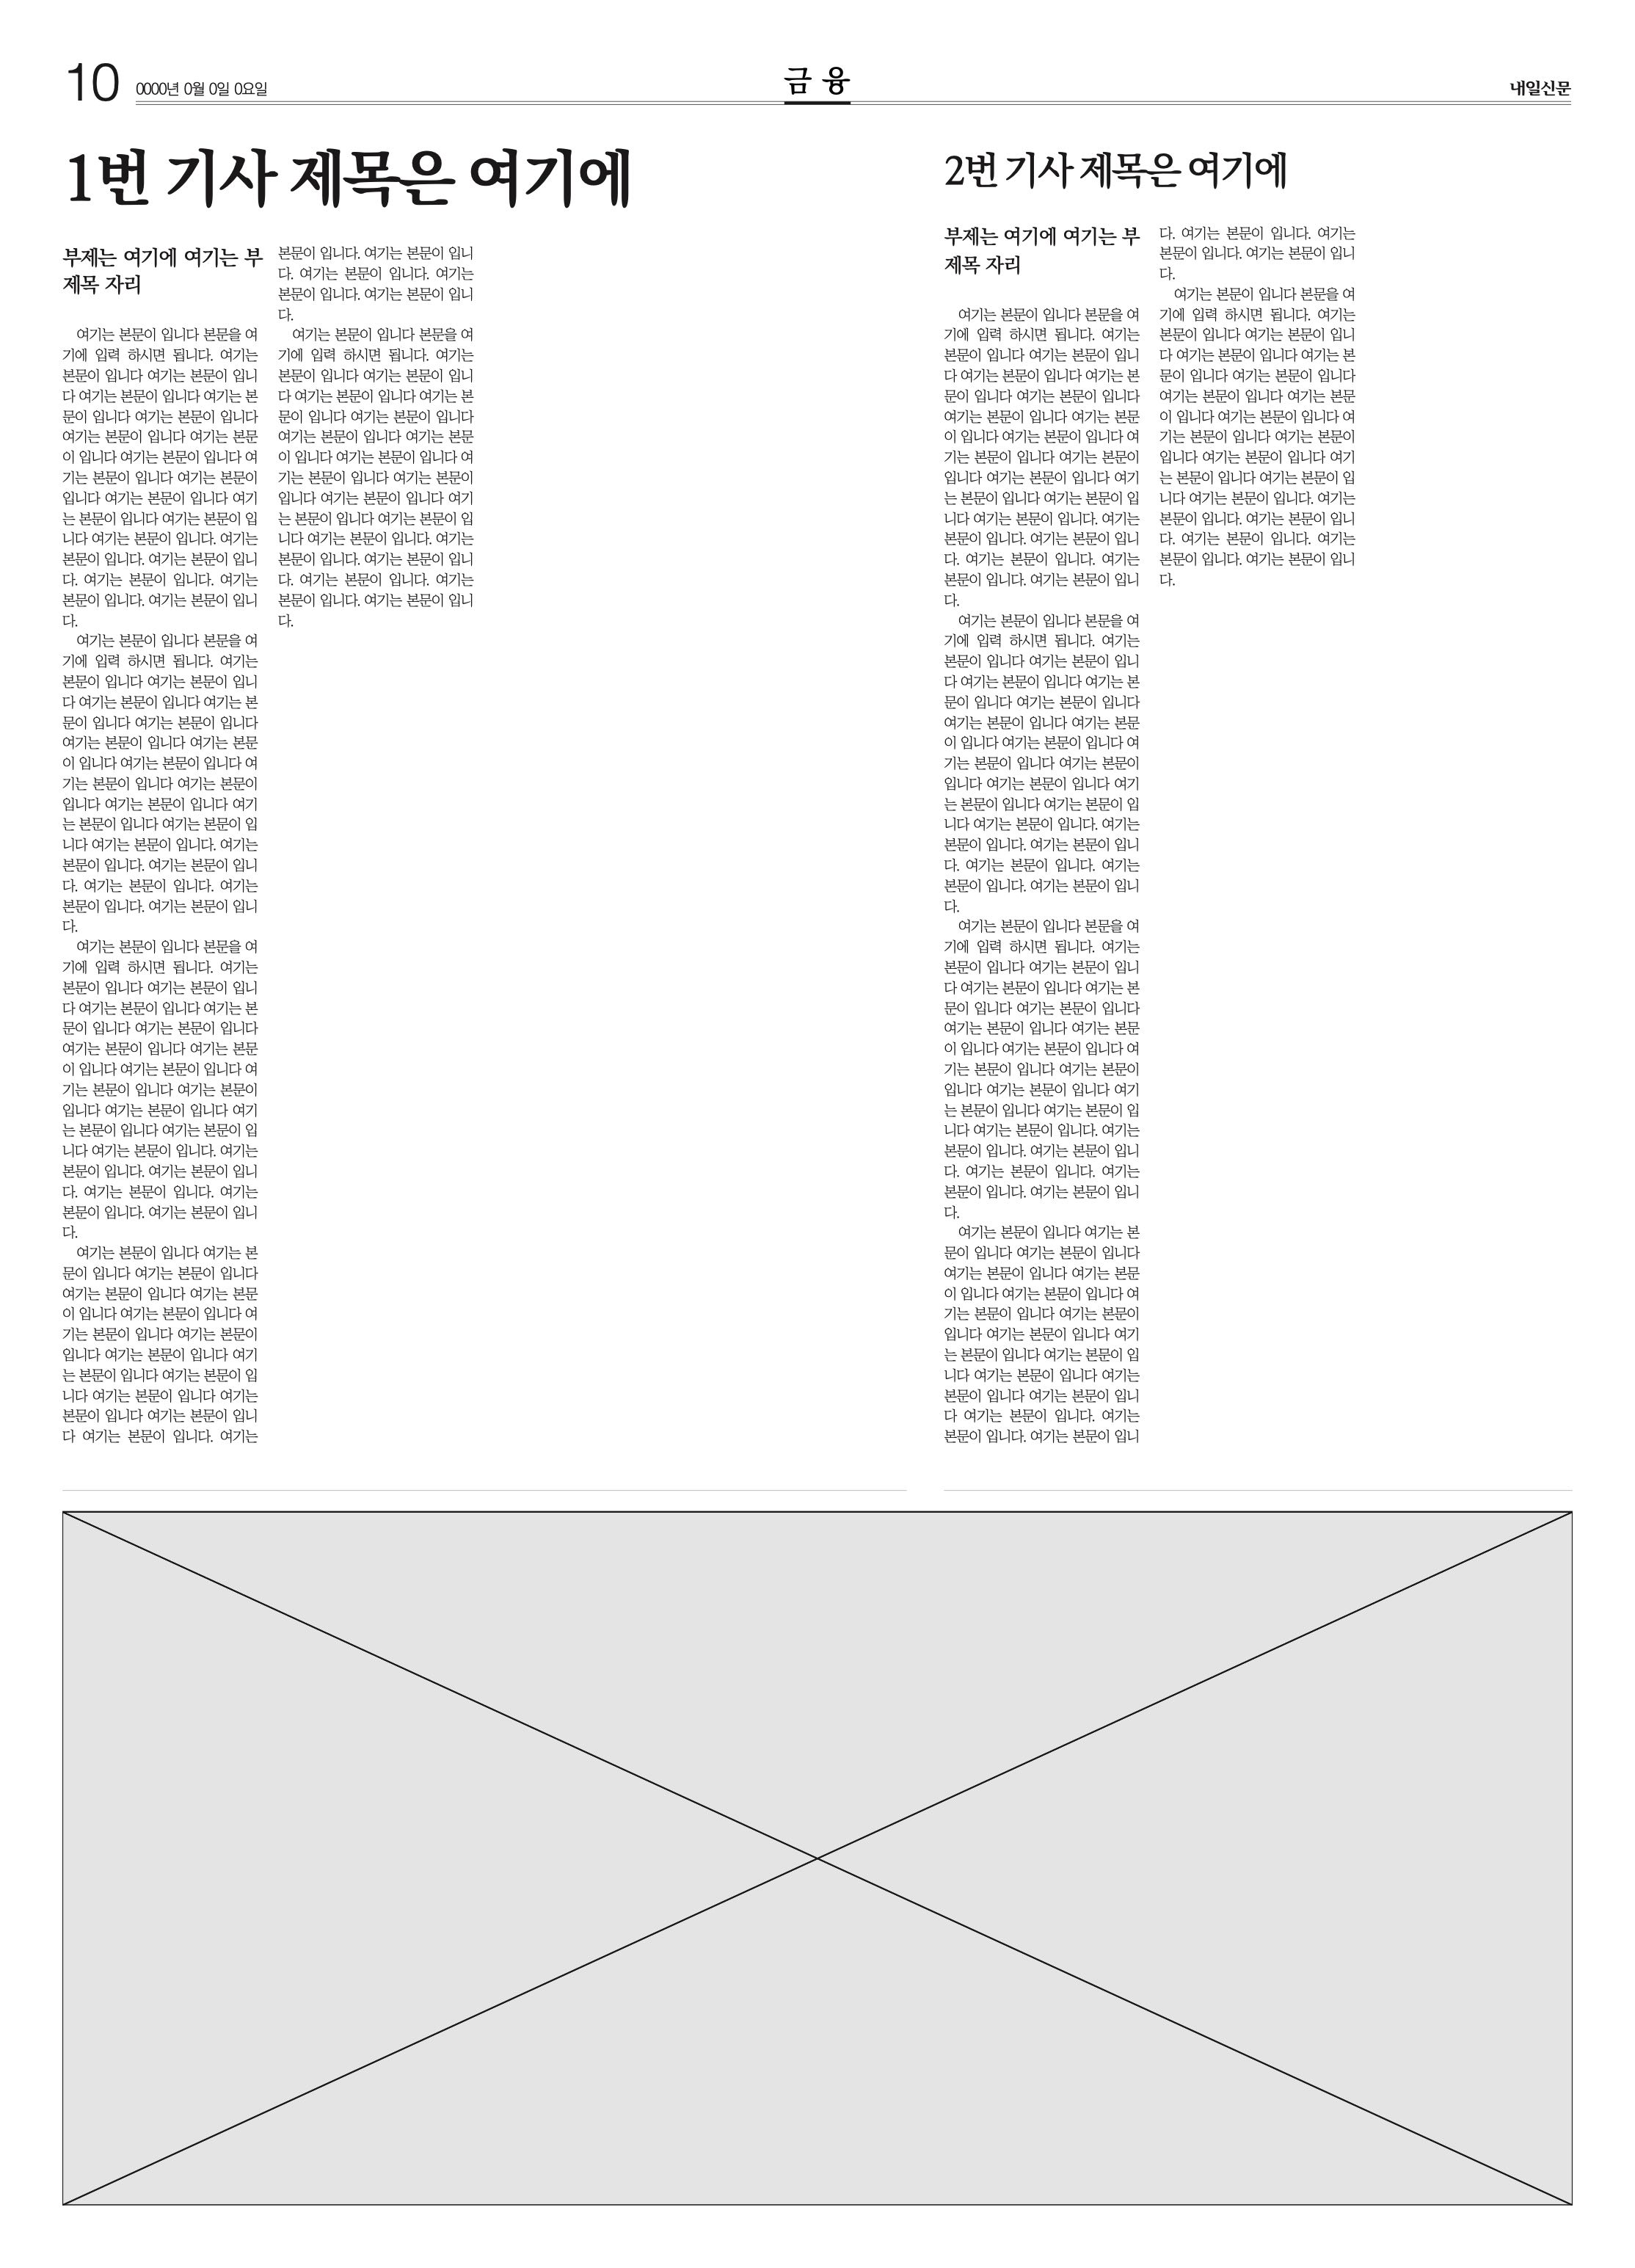 10
0000년 0월 0일 0요일
금 융
내일신문
1번 기사 제목은 여기에
부제는 여기에 여기는 부
제목 자리
여기는 본문이 입니다 본문을 여
기에 입력 하시면 됩니다. 여기는
본문이 입니다 여기는 본문이 입니
다 여기는 본문이 입니다 여기는 본
문이 입니다 여기는 본문이 입니다
여기는 본문이 입니다 여기는 본문
이 입니다 여기는 본문이 입니다 여
기는 본문이 입니다 여기는 본문이
입니다 여기는 본문이 입니다 여기
는 본문이 입니다 여기는 본문이 입
니다 여기는 본문이 입니다. 여기는
본문이 입니다. 여기는 본문이 입니
다. 여기는 본문이 입니다. 여기는
본문이 입니다. 여기는 본문이 입니
다.
여기는 본문이 입니다 본문을 여
기에 입력 하시면 됩니다. 여기는
본문이 입니다 여기는 본문이 입니
다 여기는 본문이 입니다 여기는 본
문이 입니다 여기는 본문이 입니다
여기는 본문이 입니다 여기는 본문
이 입니다 여기는 본문이 입니다 여
기는 본문이 입니다 여기는 본문이
입니다 여기는 본문이 입니다 여기
는 본문이 입니다 여기는 본문이 입
니다 여기는 본문이 입니다. 여기는
본문이 입니다. 여기는 본문이 입니
다. 여기는 본문이 입니다. 여기는
본문이 입니다. 여기는 본문이 입니
다.
여기는 본문이 입니다 본문을 여
기에 입력 하시면 됩니다. 여기는
본문이 입니다 여기는 본문이 입니
다 여기는 본문이 입니다 여기는 본
문이 입니다 여기는 본문이 입니다
여기는 본문이 입니다 여기는 본문
이 입니다 여기는 본문이 입니다 여
기는 본문이 입니다 여기는 본문이
입니다 여기는 본문이 입니다 여기
는 본문이 입니다 여기는 본문이 입
니다 여기는 본문이 입니다. 여기는
본문이 입니다. 여기는 본문이 입니
다. 여기는 본문이 입니다. 여기는
본문이 입니다. 여기는 본문이 입니
다.
여기는 본문이 입니다 여기는 본
문이 입니다 여기는 본문이 입니다
여기는 본문이 입니다 여기는 본문
이 입니다 여기는 본문이 입니다 여
기는 본문이 입니다 여기는 본문이
입니다 여기는 본문이 입니다 여기
는 본문이 입니다 여기는 본문이 입
니다 여기는 본문이 입니다 여기는
본문이 입니다 여기는 본문이 입니
다 여기는 본문이 입니다. 여기는
본문이 입니다. 여기는 본문이 입니
다. 여기는 본문이 입니다. 여기는
본문이 입니다. 여기는 본문이 입니
다.
여기는 본문이 입니다 본문을 여
기에 입력 하시면 됩니다. 여기는
본문이 입니다 여기는 본문이 입니
다 여기는 본문이 입니다 여기는 본
문이 입니다 여기는 본문이 입니다
여기는 본문이 입니다 여기는 본문
이 입니다 여기는 본문이 입니다 여
기는 본문이 입니다 여기는 본문이
입니다 여기는 본문이 입니다 여기
는 본문이 입니다 여기는 본문이 입
니다 여기는 본문이 입니다. 여기는
본문이 입니다. 여기는 본문이 입니
다. 여기는 본문이 입니다. 여기는
본문이 입니다. 여기는 본문이 입니
다.
2번 기사 제목은 여기에
부제는 여기에 여기는 부
제목 자리
여기는 본문이 입니다 본문을 여
기에 입력 하시면 됩니다. 여기는
본문이 입니다 여기는 본문이 입니
다 여기는 본문이 입니다 여기는 본
문이 입니다 여기는 본문이 입니다
여기는 본문이 입니다 여기는 본문
이 입니다 여기는 본문이 입니다 여
기는 본문이 입니다 여기는 본문이
입니다 여기는 본문이 입니다 여기
는 본문이 입니다 여기는 본문이 입
니다 여기는 본문이 입니다. 여기는
본문이 입니다. 여기는 본문이 입니
다. 여기는 본문이 입니다. 여기는
본문이 입니다. 여기는 본문이 입니
다.
여기는 본문이 입니다 본문을 여
기에 입력 하시면 됩니다. 여기는
본문이 입니다 여기는 본문이 입니
다 여기는 본문이 입니다 여기는 본
문이 입니다 여기는 본문이 입니다
여기는 본문이 입니다 여기는 본문
이 입니다 여기는 본문이 입니다 여
기는 본문이 입니다 여기는 본문이
입니다 여기는 본문이 입니다 여기
는 본문이 입니다 여기는 본문이 입
니다 여기는 본문이 입니다. 여기는
본문이 입니다. 여기는 본문이 입니
다. 여기는 본문이 입니다. 여기는
본문이 입니다. 여기는 본문이 입니
다.
여기는 본문이 입니다 본문을 여
기에 입력 하시면 됩니다. 여기는
본문이 입니다 여기는 본문이 입니
다 여기는 본문이 입니다 여기는 본
문이 입니다 여기는 본문이 입니다
여기는 본문이 입니다 여기는 본문
이 입니다 여기는 본문이 입니다 여
기는 본문이 입니다 여기는 본문이
입니다 여기는 본문이 입니다 여기
는 본문이 입니다 여기는 본문이 입
니다 여기는 본문이 입니다. 여기는
본문이 입니다. 여기는 본문이 입니
다. 여기는 본문이 입니다. 여기는
본문이 입니다. 여기는 본문이 입니
다.
여기는 본문이 입니다 여기는 본
문이 입니다 여기는 본문이 입니다
여기는 본문이 입니다 여기는 본문
이 입니다 여기는 본문이 입니다 여
기는 본문이 입니다 여기는 본문이
입니다 여기는 본문이 입니다 여기
는 본문이 입니다 여기는 본문이 입
니다 여기는 본문이 입니다 여기는
본문이 입니다 여기는 본문이 입니
다 여기는 본문이 입니다. 여기는
본문이 입니다. 여기는 본문이 입니
다. 여기는 본문이 입니다. 여기는
본문이 입니다. 여기는 본문이 입니
다.
여기는 본문이 입니다 본문을 여
기에 입력 하시면 됩니다. 여기는
본문이 입니다 여기는 본문이 입니
다 여기는 본문이 입니다 여기는 본
문이 입니다 여기는 본문이 입니다
여기는 본문이 입니다 여기는 본문
이 입니다 여기는 본문이 입니다 여
기는 본문이 입니다 여기는 본문이
입니다 여기는 본문이 입니다 여기
는 본문이 입니다 여기는 본문이 입
니다 여기는 본문이 입니다. 여기는
본문이 입니다. 여기는 본문이 입니
다. 여기는 본문이 입니다. 여기는
본문이 입니다. 여기는 본문이 입니
다.